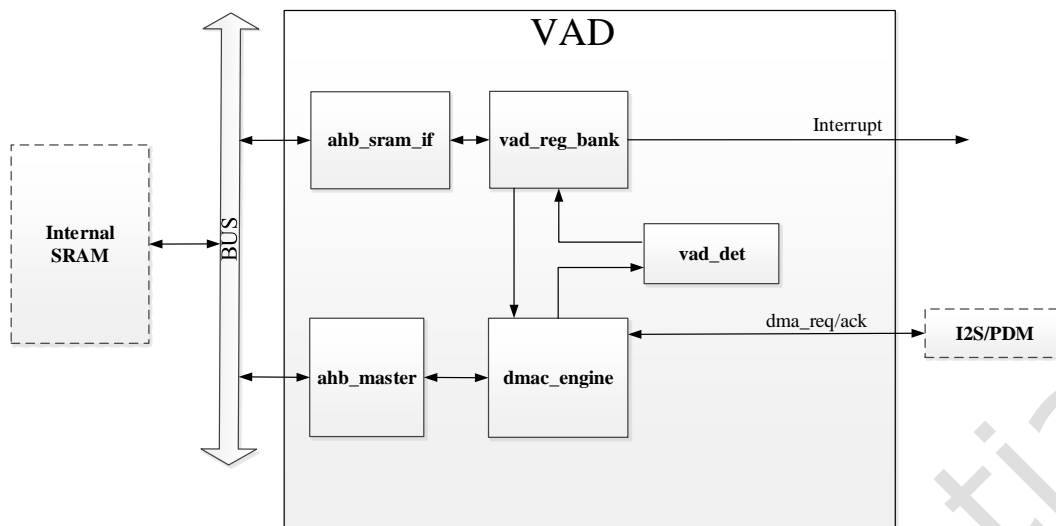 VAD
ahb_sram_if
vad_reg_bank
Interrupt
Internal
SRAM
BUS
vad_det
dma_req/ack
I2S/PDM
ahb_master
dmac_engine